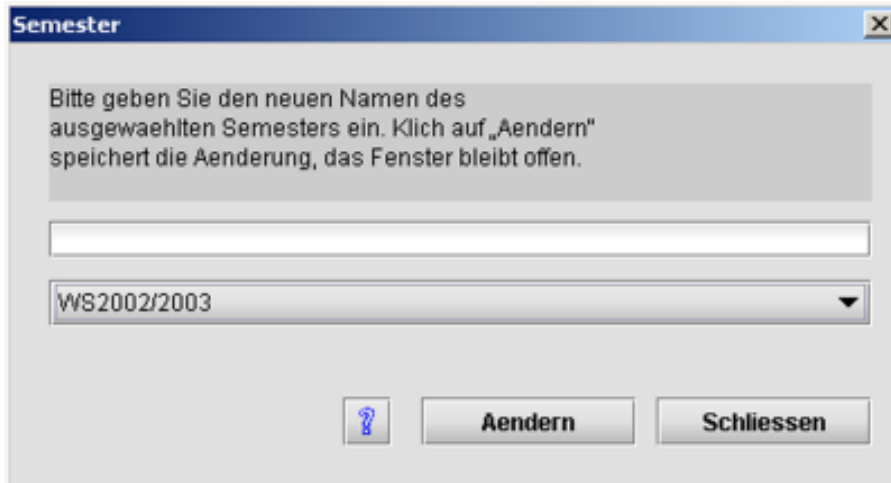 Semester
Bitte geben Sie den neuen Namen des
ausgewaehlten Semesters ein. Klich auf „Aendern"
speichert die Aenderung, das Fenster bleibt offen.
WS2002/2003
? Aendern Schliessen